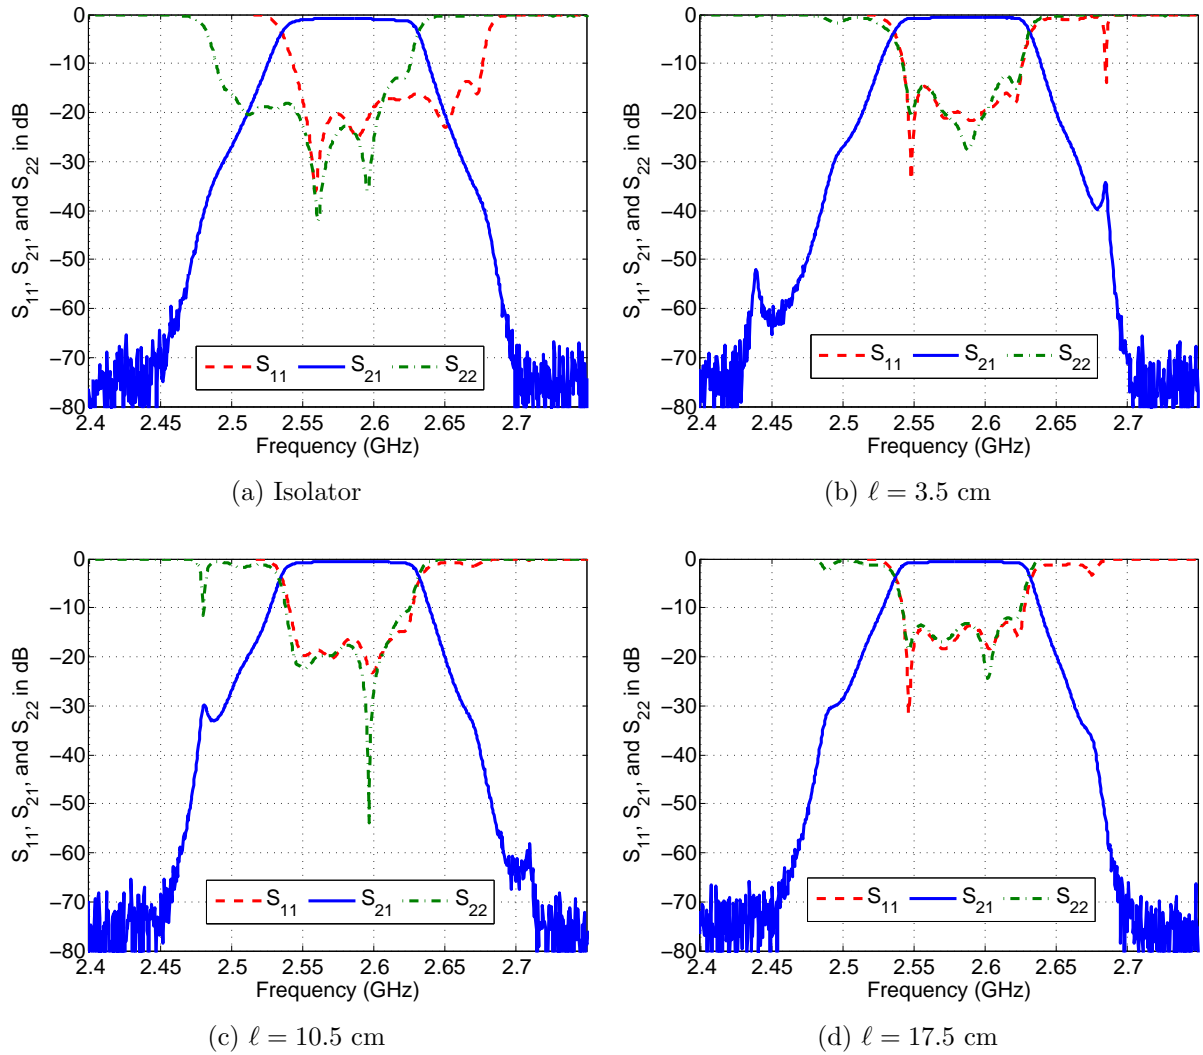 0
−10
−20
−30
−40
−50
−60
−70
−80
S11, S21, and S22 in dB
2.4 2.45 2.5 2.55 2.6 2.65 2.7
Frequency (GHz)
S11 S21 S22
(a) Isolator
0
−10
−20
−30
−40
−50
−60
−70
−80
S11, S21, and S22 in dB
2.4 2.45 2.5 2.55 2.6 2.65 2.7
Frequency (GHz)
S11 S21 S22
(b) ℓ = 3.5 cm
0
−10
−20
−30
−40
−50
−60
−70
−80
S11, S21, and S22 in dB
2.4 2.45 2.5 2.55 2.6 2.65 2.7
Frequency (GHz)
S11 S21 S22
(c) ℓ = 10.5 cm
0
−10
−20
−30
−40
−50
−60
−70
−80
S11, S21, and S22 in dB
2.4 2.45 2.5 2.55 2.6 2.65 2.7
Frequency (GHz)
S11 S21 S22
(d) ℓ = 17.5 cm